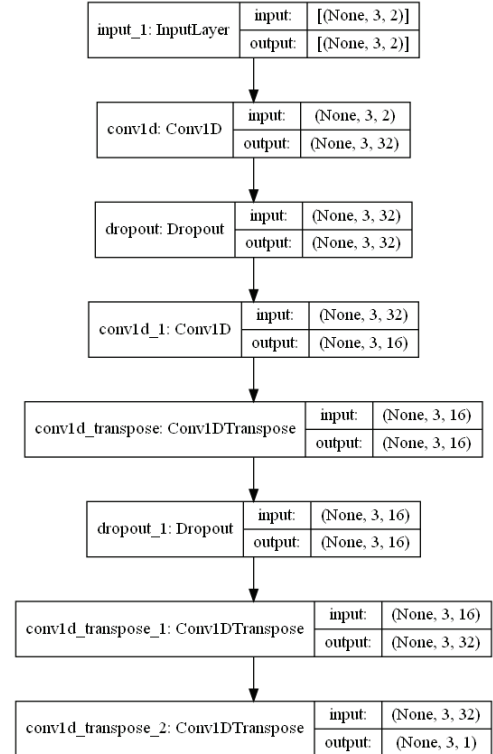 input_1: InputLayer input: [(None, 3, 2)]
output: [(None, 3, 2)]
conv1d: Conv1D input: (None, 3, 2)
output: (None, 3, 32)
dropout: Dropout input: (None, 3, 32)
output: (None, 3, 32)
conv1d_1: Conv1D input: (None, 3, 32)
output: (None, 3, 16)
conv1d_transpose: Conv1DTranspose input: (None, 3, 16)
output: (None, 3, 16)
dropout_1: Dropout input: (None, 3, 16)
output: (None, 3, 16)
conv1d_transpose_1: Conv1DTranspose input: (None, 3, 16)
output: (None, 3, 32)
conv1d_transpose_2: Conv1DTranspose input: (None, 3, 32)
output: (None, 3, 1)